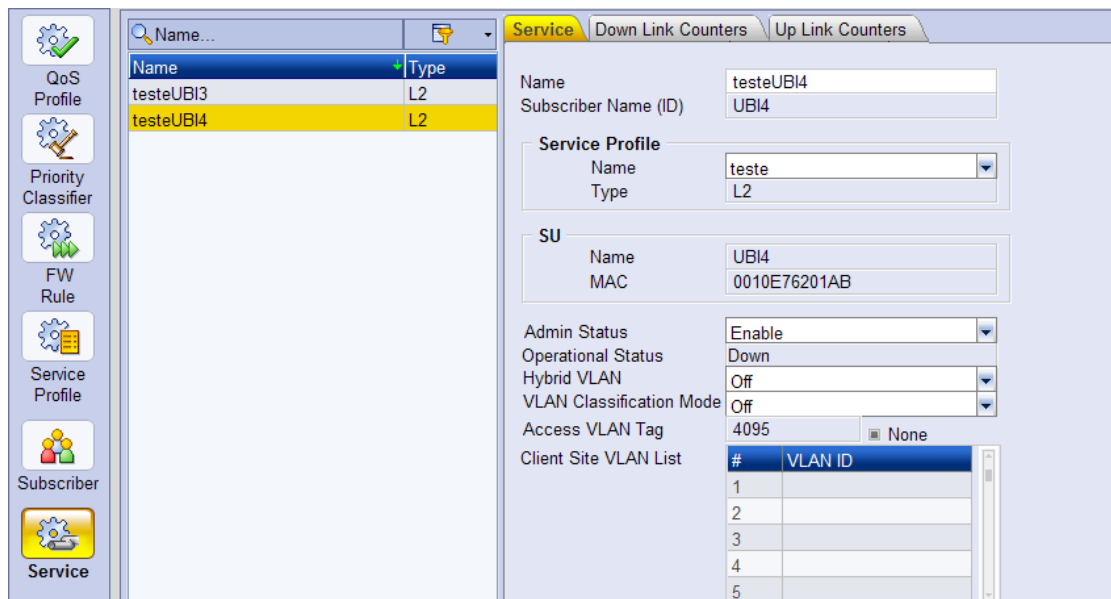 QoS
Profile
Priority
Classifier
FW
Rule
Service
Profile
Subscriber
Service
Name...
Name Type
testeUBI3 L2
testeUBI4 L2
Service Down Link Counters Up Link Counters
Name testeUBI4
Subscriber Name (ID) UBI4
Service Profile
Name teste
Type L2
SU
Name UBI4
MAC 0010E76201AB
Admin Status Enable
Operational Status Down
Hybrid VLAN Off
VLAN Classification Mode Off
Access VLAN Tag 4095 None
Client Site VLAN List # VLAN ID
1
2
3
4
5